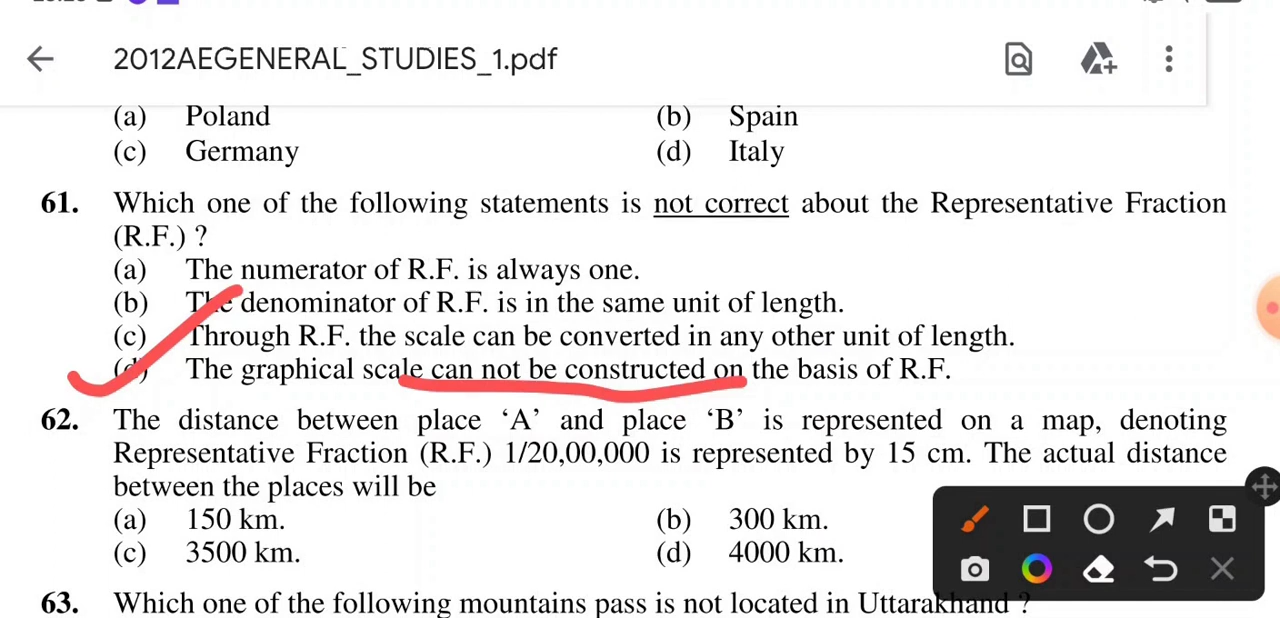 2012AEGENERAL_STUDIES_1.pdf
(a) Poland (b) Spain
(c) Germany (d) Italy
61. Which one of the following statements is not correct about the Representative Fraction
(R.F.) ?
(a) The numerator of R.F. is always one.
(b) The denominator of R.F. is in the same unit of length.
(c) Through R.F. the scale can be converted in any other unit of length.
(d) The graphical scale can not be constructed on the basis of R.F.
62. The distance between place ‘A’ and place ‘B’ is represented on a map, denoting
Representative Fraction (R.F.) 1/20,00,000 is represented by 15 cm. The actual distance
between the places will be
(a) 150 km. (b) 300 km.
(c) 3500 km. (d) 4000 km.
63. Which one of the following mountains pass is not located in Uttarakhand ?